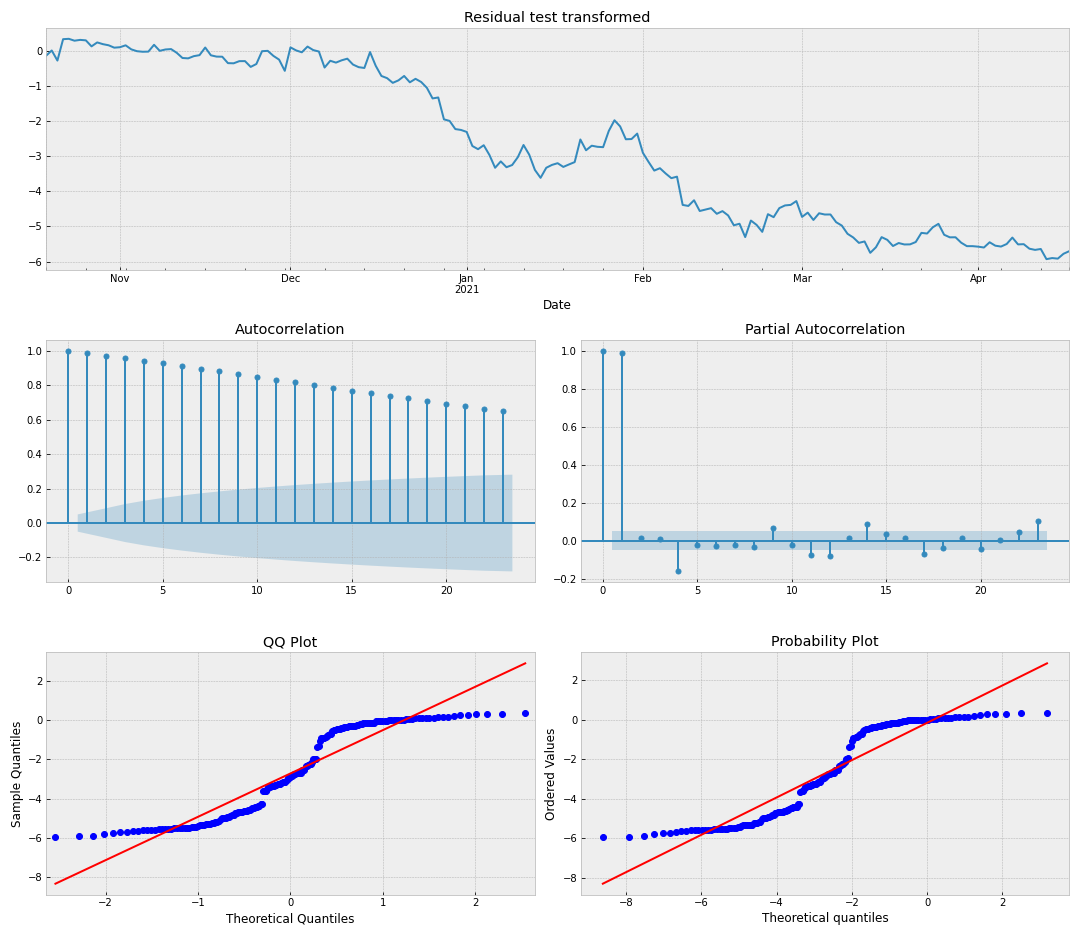 Residual test transformed
0
−1
−2
−3
−4
−5
−6
Nov Dec Jan Feb Mar Apr
2021
Date
Autocorrelation
1.0
0.8
0.6
0.4
0.2
0.0
−0.2
0 5 10 15 20
Partial Autocorrelation
1.0
0.8
0.6
0.4
0.2
0.0
−0.2
0 5 10 15 20
QQ Plot
Sample Quantiles
2
0
−2
−4
−6
−8
−2 −1 0 1 2
Theoretical Quantiles
Probability Plot
Ordered Values
2
0
−2
−4
−6
−8
−8 −6 −4 −2 0 2
Theoretical quantiles